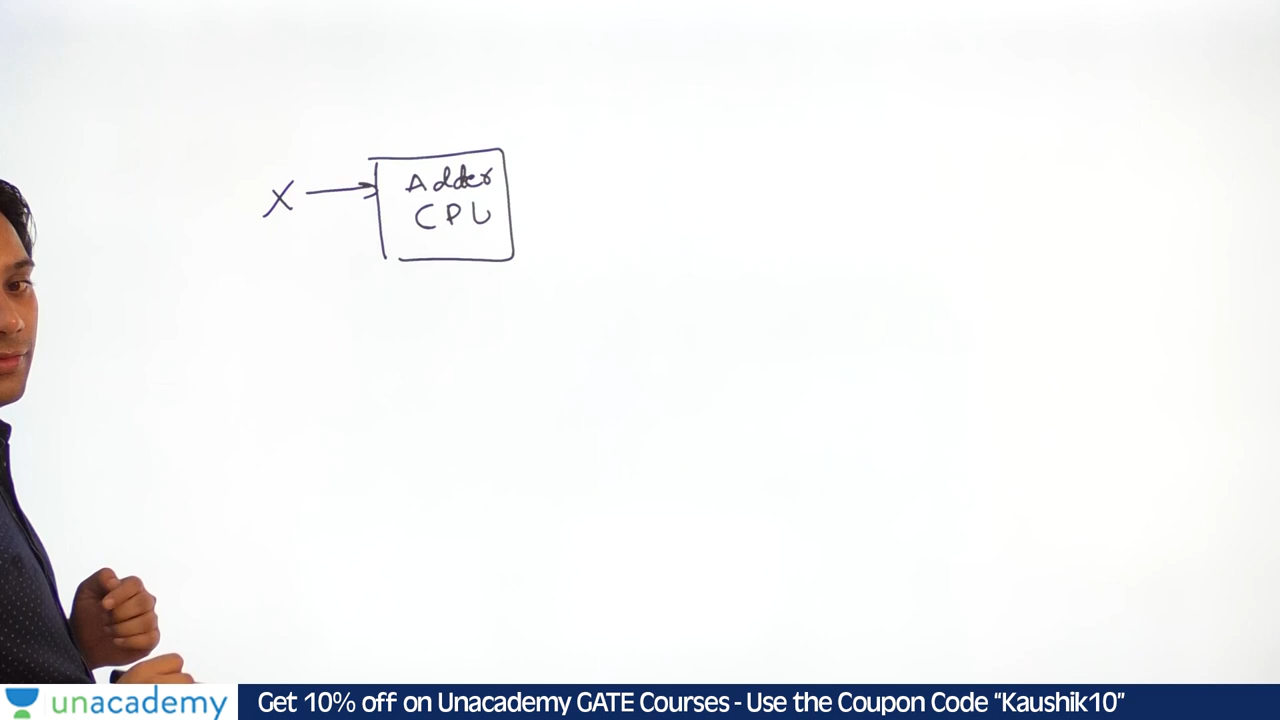 X
Adder
CPU
unacademy
Get 10% off on Unacademy GATE Courses - Use the Coupon Code “Kaushik10”